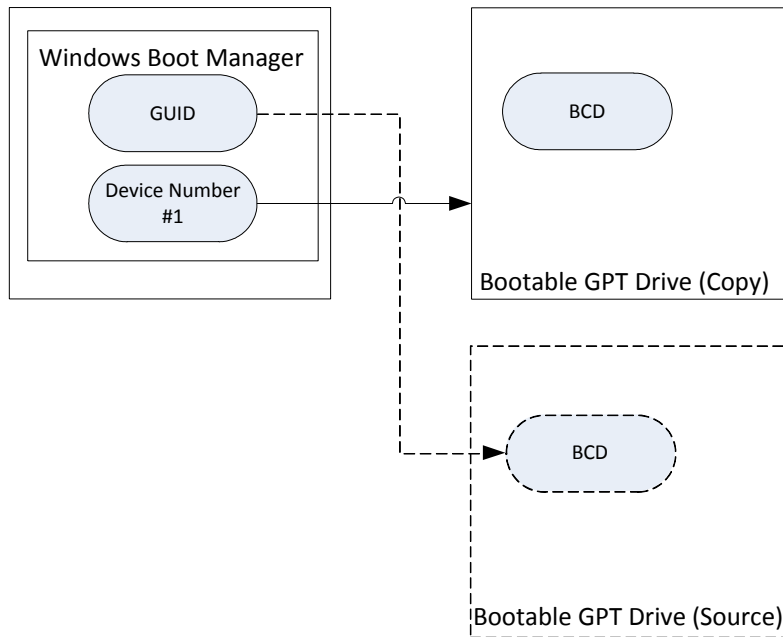 Windows Boot Manager
GUID
Device Number
#1
BCD
Bootable GPT Drive (Copy)
BCD
Bootable GPT Drive (Source)